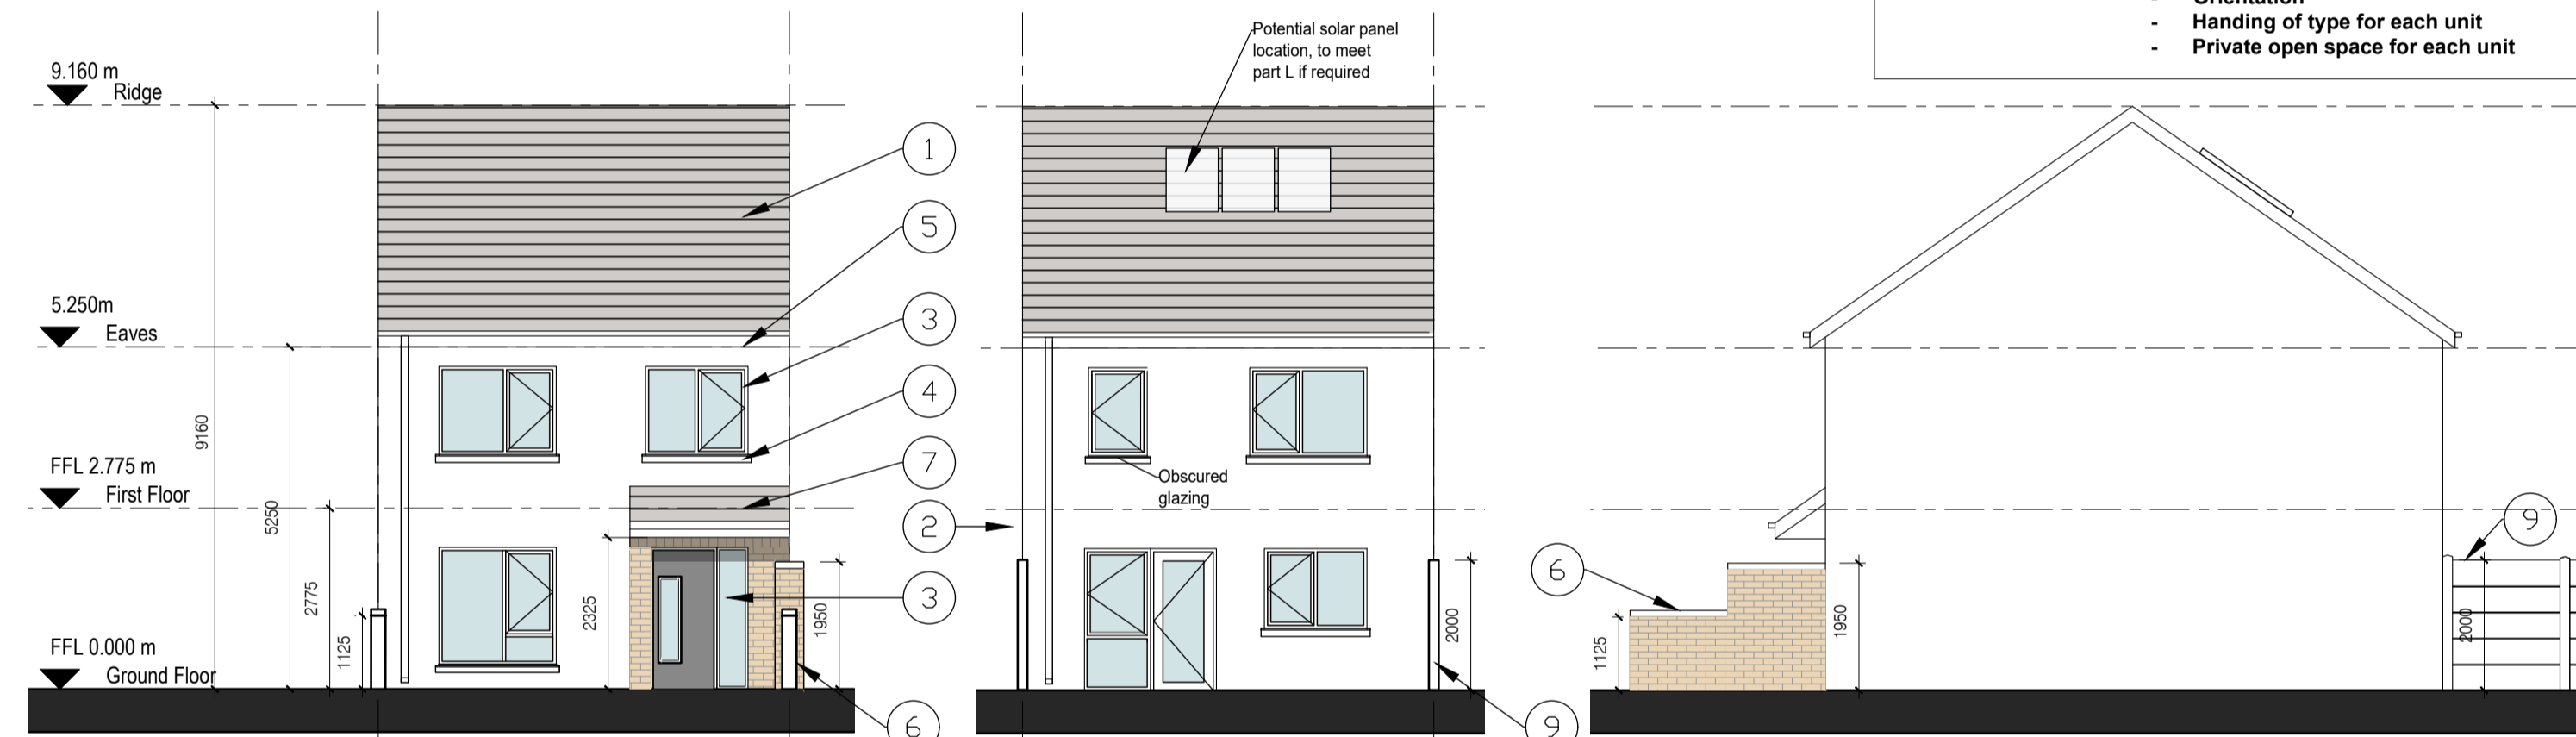 Orientation
- Handing of type for each unit
- Private open space for each unit
Potential solar panel
location, to meet
part L if required
9.160 m
Ridge
5.250m
Eaves
FFL 2.775 m
First Floor
FFL 0.000 m
Ground Floor
9160
5250
2775
1125
2325
1950
1
5
3
4
7
2
3
6
Obscured
glazing
2000
9
6
1125
1950
9
2000